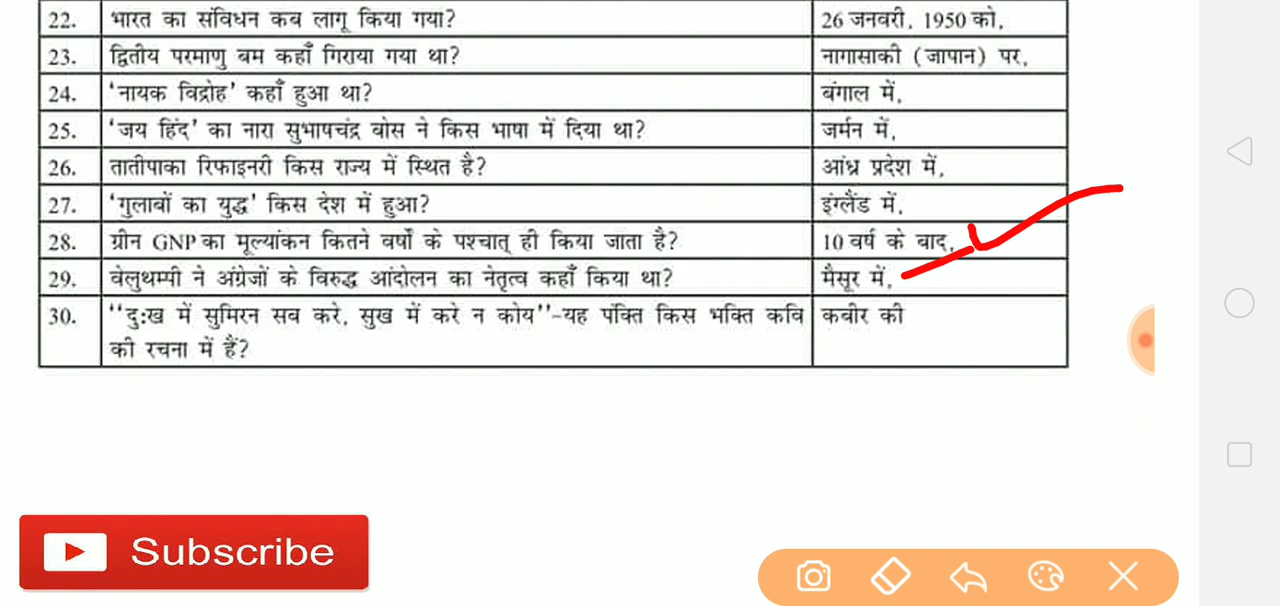 22. भारत का संविधन कब लागू किया गया? 26 जनवरी, 1950 को,
23. द्वितीय परमाणु बम कहाँ गिराया गया था? नागासाकी (जापान) पर,
24. ‘नायक विद्रोह’ कहाँ हुआ था? बंगाल में,
25. ‘जय हिंद’ का नारा सुभाषचंद्र बोस ने किस भाषा में दिया था? जर्मन में,
26. तातीपाका रिफाइनरी किस राज्य में स्थित है? आंध्र प्रदेश में,
27. ‘गुलाबों का युद्ध’ किस देश में हुआ? इंग्लैंड में,
28. ग्रीन GNP का मूल्यांकन कितने वर्षों के पश्चात् ही किया जाता है? 10 वर्ष के बाद,
29. वेलुथम्पी ने अंग्रेजों के विरुद्ध आंदोलन का नेतृत्व कहाँ किया था? मैसूर में,
30. ‘‘दुःख में सुमिरन सब करे, सुख में करे न कोय’’-यह पंक्ति किस भक्ति कवि कबीर की
की रचना में हैं?
Subscribe